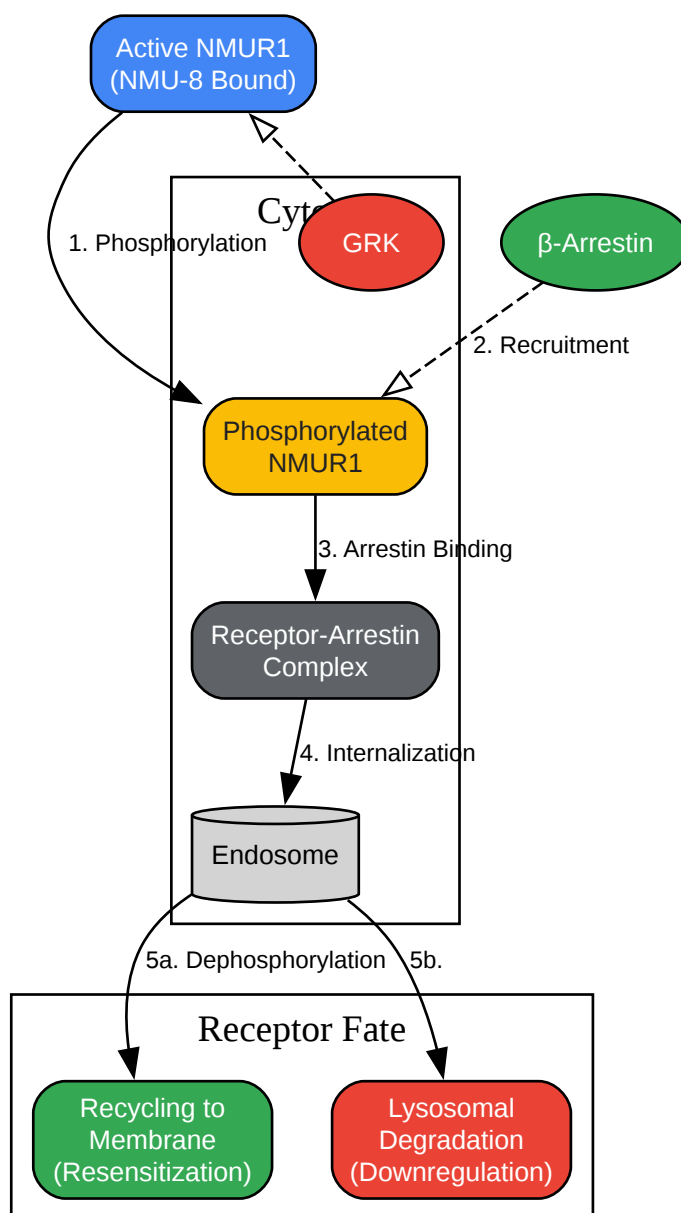 Active NMUR1
(NMU-8 Bound)
1. Phosphorylation
GRK
β-Arrestin
2. Recruitment
Phosphorylated
NMUR1
3. Arrestin Binding
Receptor-Arrestin
Complex
4. Internalization
Endosome
5a. Dephosphorylation
5b.
Receptor Fate
Recycling to
Membrane
(Resensitization)
Lysosomal
Degradation
(Downregulation)